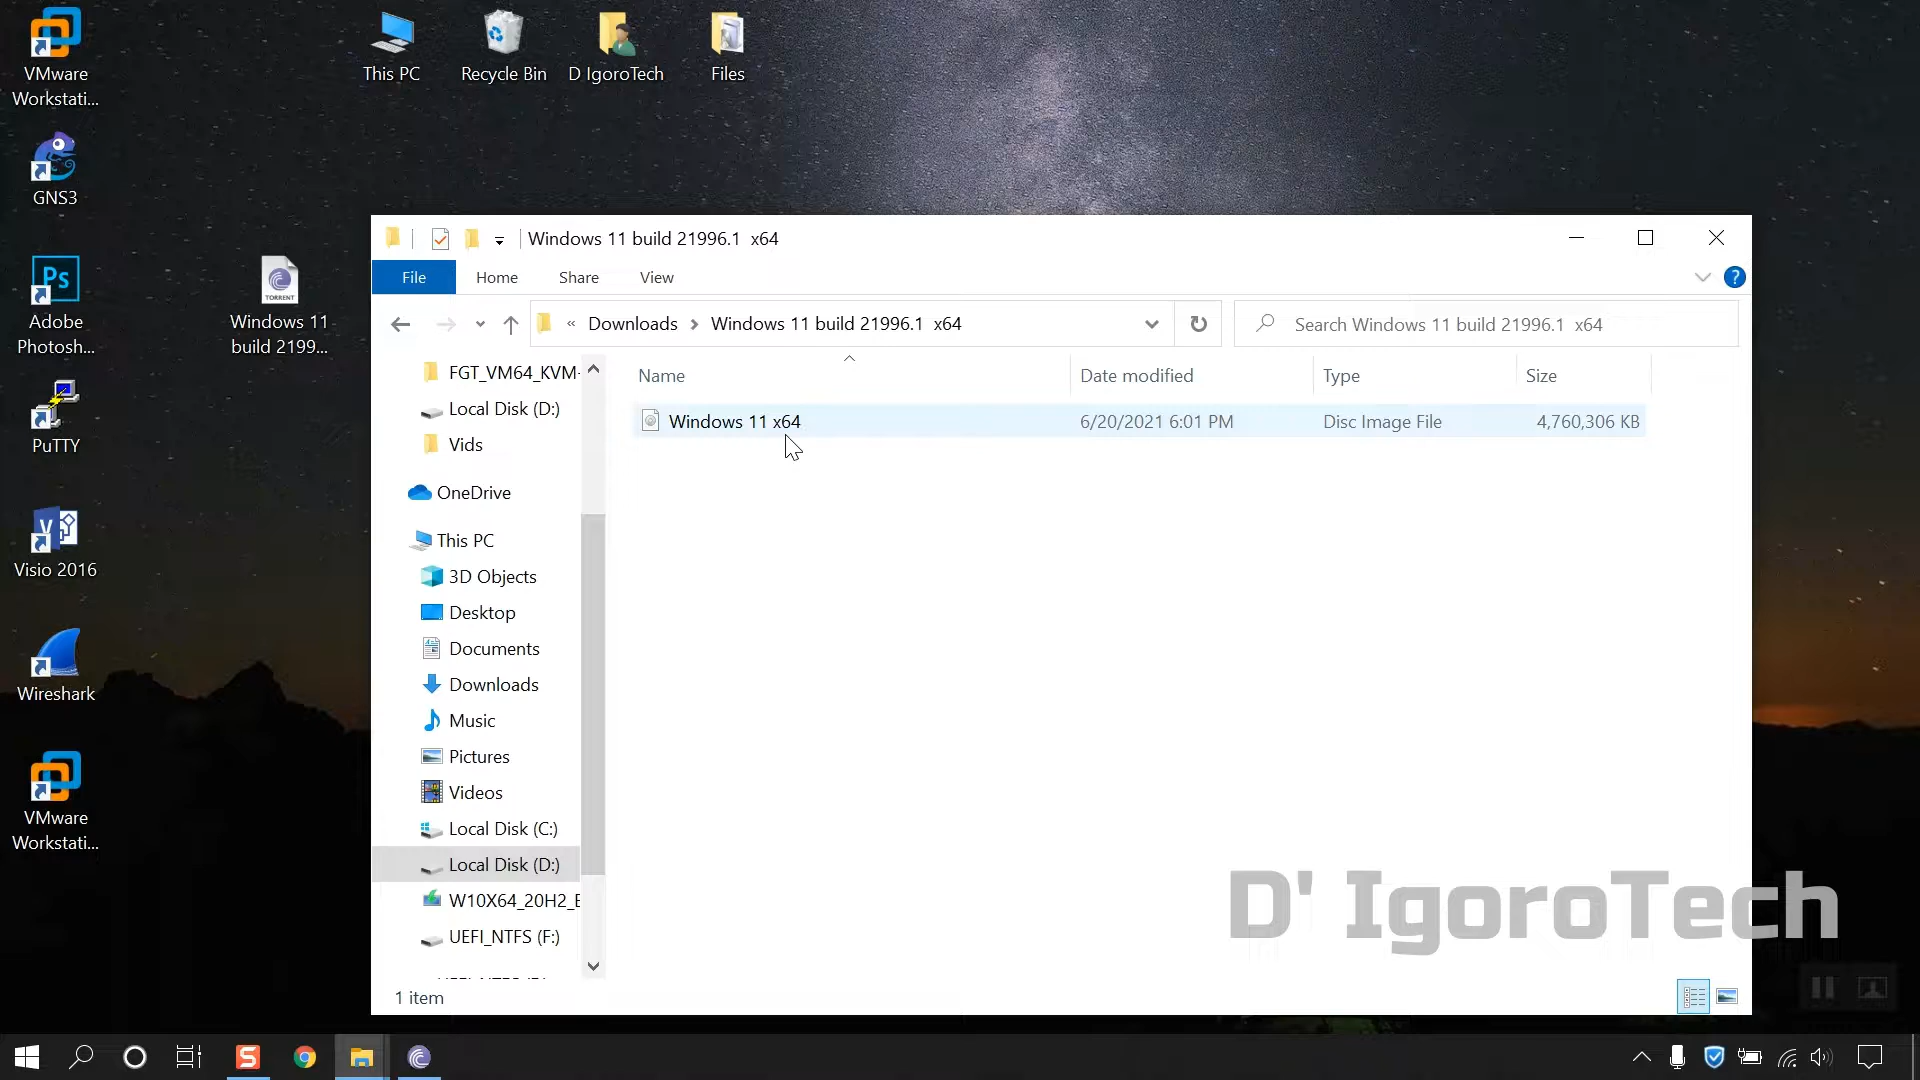 VMware
Workstati...
This PC
Recycle Bin
D IgoroTech
Files
GNS3
TORRENT
Windows 11
build 2199...
Ps
Adobe
Photosh...
PuTTY
V
Visio 2016
Wireshark
VMware
Workstati...
Windows 11 build 21996.1 x64
File
Home
Share
View
?
« Downloads > Windows 11 build 21996.1 x64
Search Windows 11 build 21996.1 x64
FGT_VM64_KVM-
Local Disk (D:)
Vids
OneDrive
This PC
3D Objects
Desktop
Documents
Downloads
Music
Pictures
Videos
Local Disk (C:)
Local Disk (D:)
W10X64_20H2_E
UEFI_NTFS (F:)
Name
Date modified
Type
Size
Windows 11 x64
6/20/2021 6:01 PM
Disc Image File
4,760,306 KB
D' IgoroTech
1 item
S